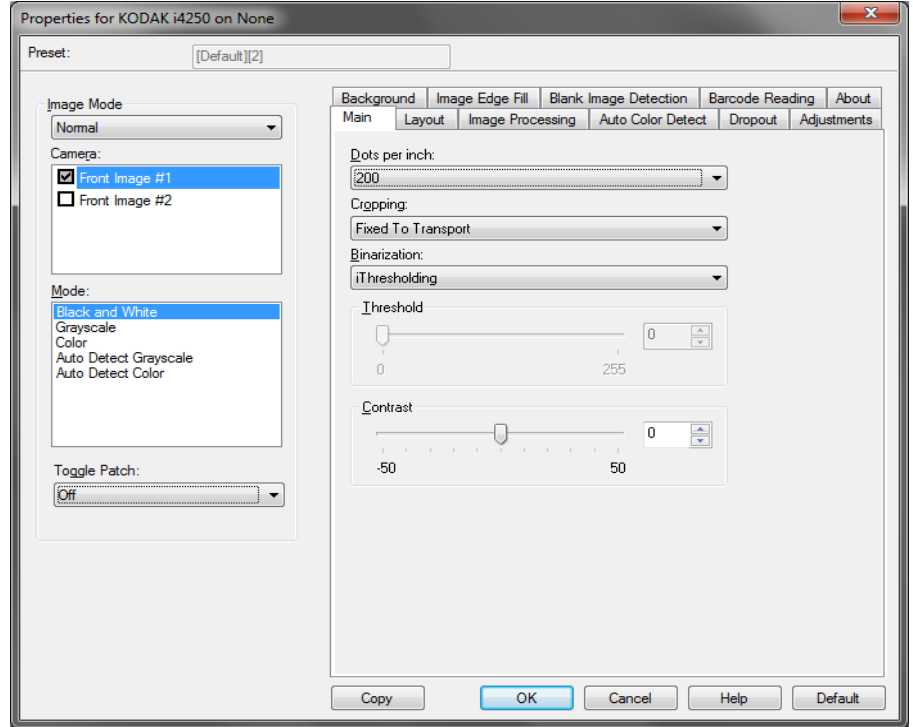 Properties for KODAK i4250 on None
Preset: [Default][2]
Image Mode
Normal
Camera:
Front Image #1
Front Image #2
Mode:
Black and White
Grayscale
Color
Auto Detect Grayscale
Auto Detect Color
Toggle Patch:
Off
Background Image Edge Fill Blank Image Detection Barcode Reading About
Main Layout Image Processing Auto Color Detect Dropout Adjustments
Dots per inch:
200
Cropping:
Fixed To Transport
Binarization:
iThresholding
Threshold
0
0 255
Contrast
0
-50 50
Copy OK Cancel Help Default